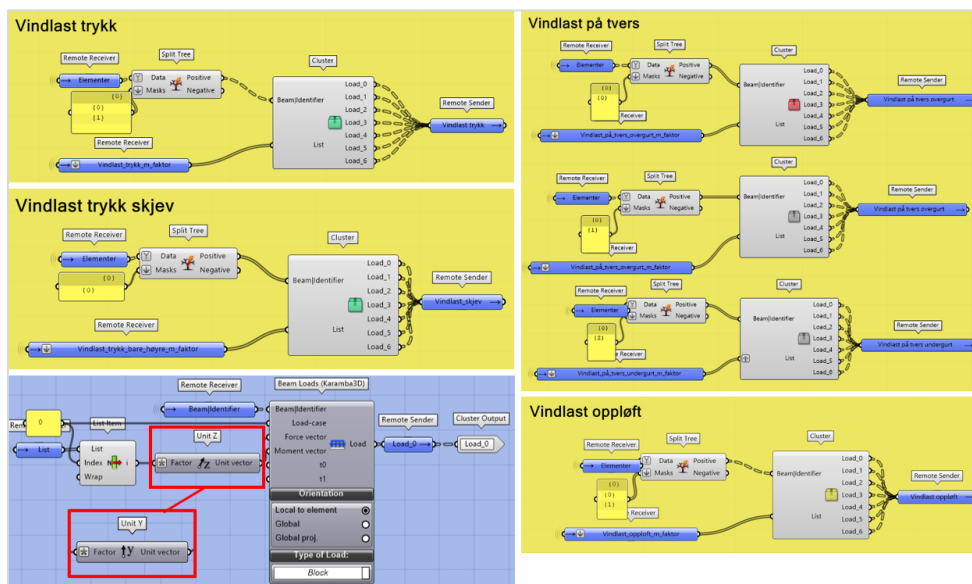 Vindlast trykk
Remote Receiver
Split Tree
Elementer
Data
Masks
Positive
Negative
{0}
{0}
{1}
Remote Receiver
Vindlast_trykk_m_faktor
Cluster
Beam|Identifier
List
Load_0
Load_1
Load_2
Load_3
Load_4
Load_5
Load_6
Remote Sender
Vindlast trykk
Vindlast trykk skjev
Remote Receiver
Split Tree
Elementer
Data
Masks
Positive
Negative
{0}
{0}
Remote Receiver
Vindlast_trykk_bare_høyre_m_faktor
Cluster
Beam|Identifier
List
Load_0
Load_1
Load_2
Load_3
Load_4
Load_5
Load_6
Remote Sender
Vindlast_skjev
Remote Receiver
Beam|Identifier
0
List
List Item
List
Index
Wrap
i
Unit Z
Factor
Z
Unit vector
Unit Y
Factor
y
Unit vector
Beam Loads (Karamba3D)
Beam|Identifier
Load-case
Force vector
Moment vector
t0
t1
Load
Orientation
Local to element
Global
Global proj.
Type of Load:
Block
Remote Sender
Load_0
Cluster Output
Load_0
Vindlast på tvers
Remote Receiver
Split Tree
Elementer
Data
Masks
Positive
Negative
{0}
{0}
Receiver
Vindlast_på_tvers_overgurt_m_faktor
Cluster
Beam|Identifier
List
Load_0
Load_1
Load_2
Load_3
Load_4
Load_5
Load_6
Remote Sender
Vindlast på tvers overgurt
Remote Receiver
Split Tree
Elementer
Data
Masks
Positive
Negative
{0}
{1}
Receiver
Vindlast_på_tvers_overgurt_m_faktor
Cluster
Beam|Identifier
List
Load_0
Load_1
Load_2
Load_3
Load_4
Load_5
Load_6
Remote Sender
Vindlast på tvers overgurt
Remote Receiver
Split Tree
Elementer
Data
Masks
Positive
Negative
{0}
{2}
Receiver
Vindlast_på_tvers_undergurt_m_faktor
Cluster
Beam|Identifier
List
Load_0
Load_1
Load_2
Load_3
Load_4
Load_5
Load_6
Remote Sender
Vindlast på tvers undergurt
Vindlast oppløft
Remote Receiver
Split Tree
Elementer
Data
Masks
Positive
Negative
{0}
{0}
{1}
Receiver
Vindlast_opploft_m_faktor
Cluster
Beam|Identifier
List
Load_0
Load_1
Load_2
Load_3
Load_4
Load_5
Load_6
Remote Sender
Vindlast oppløft